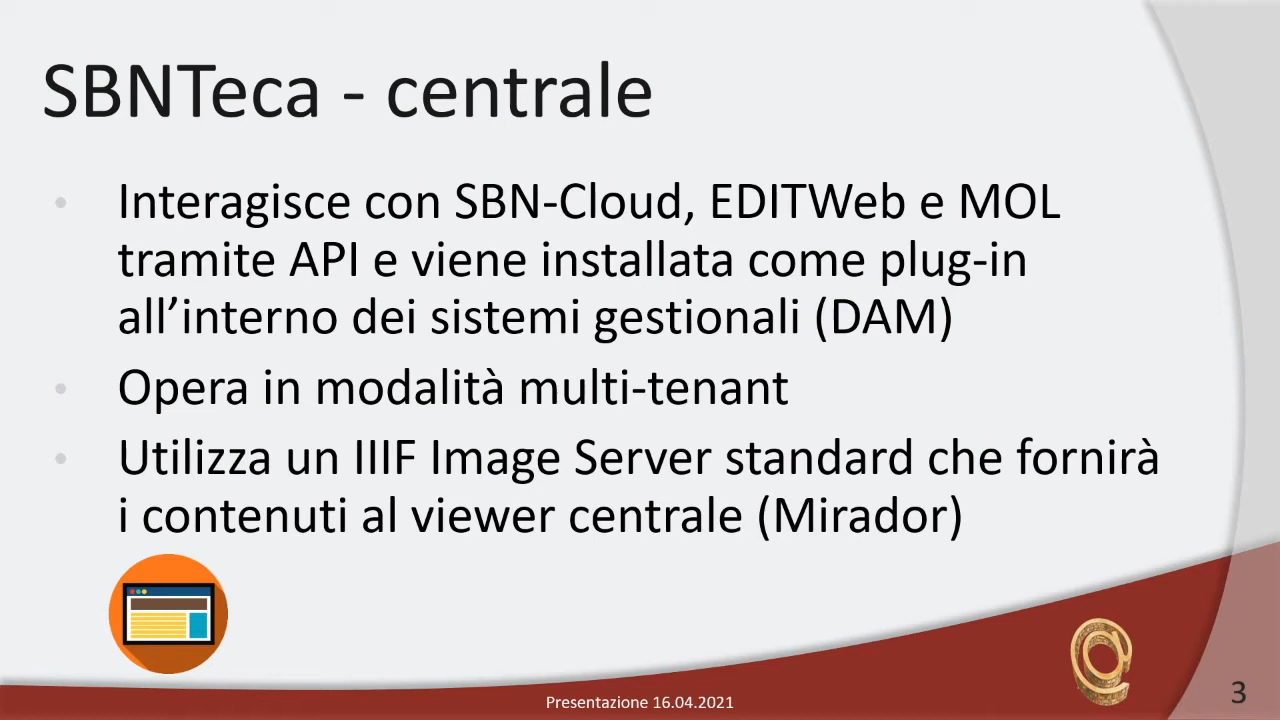 SBNTeca - centrale
• Interagisce con SBN-Cloud, EDITWeb e MOL
tramite API e viene installata come plug-in
all’interno dei sistemi gestionali (DAM)
• Opera in modalità multi-tenant
• Utilizza un IIIF Image Server standard che fornirà
i contenuti al viewer centrale (Mirador)
@
Presentazione 16.04.2021
3